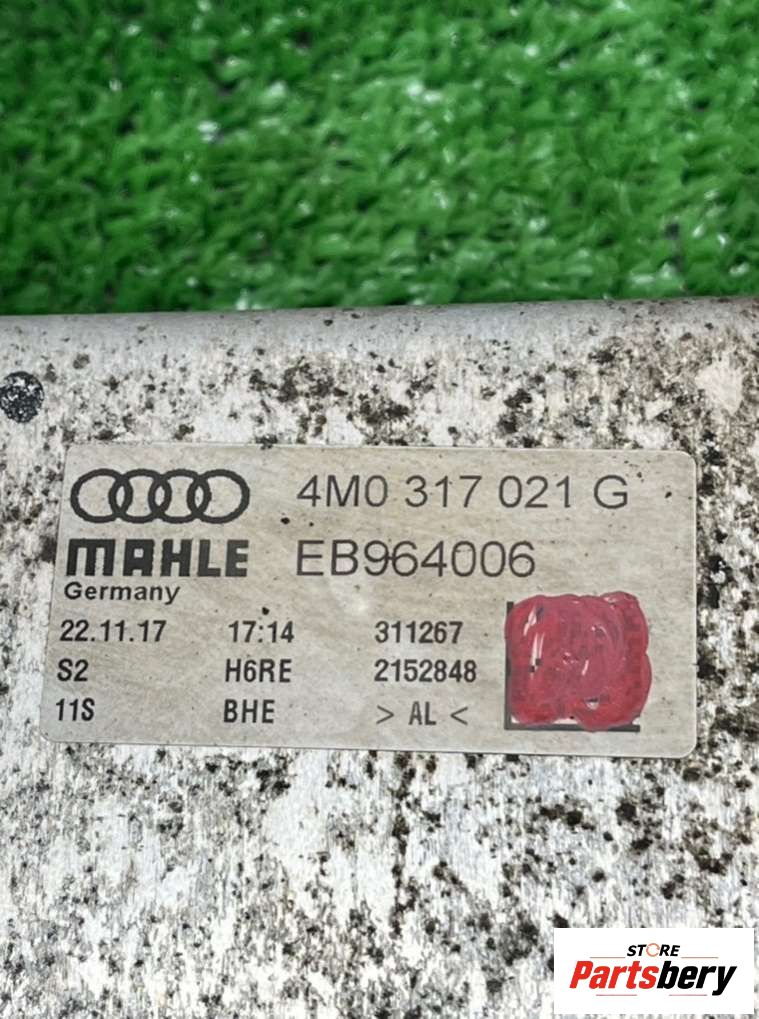 4M0 317 021 G
MAHLE EB964006
Germany
22.11.17 17:14 311267
S2 H6RE 2152848
11S BHE > AL <
STORE
Partsbery